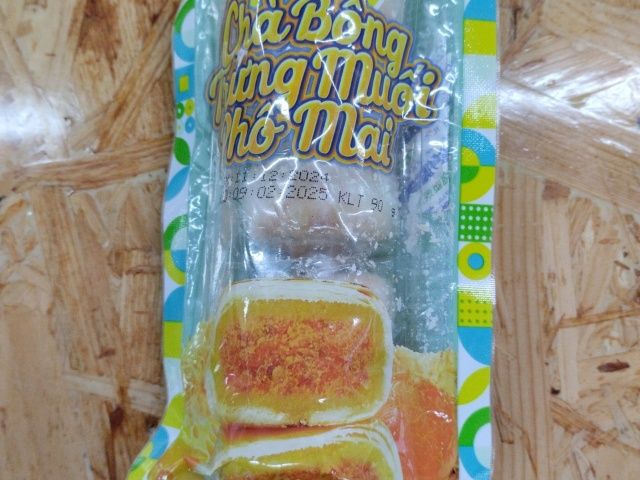 Chà Bông
Trứng Muối
Phô Mai
11:12:2024
:09:02:2025 KLT 90 g